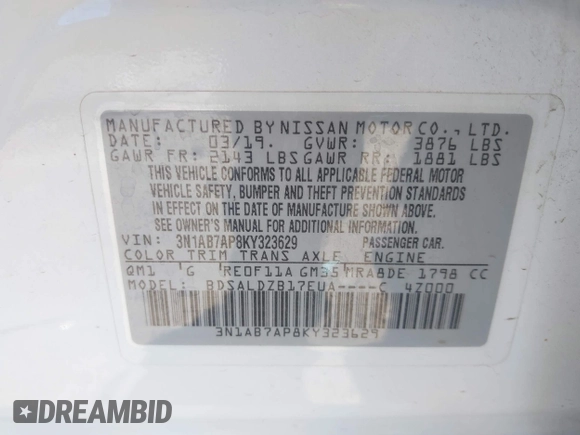 MANUFACTURED BY NISSAN MOTOR CO., LTD.
DATE: 03/19. GVWR: 3876 LBS
GAWR FR: 2143 LBS GAWR RR: 1881 LBS
THIS VEHICLE CONFORMS TO ALL APPLICABLE FEDERAL MOTOR
VEHICLE SAFETY, BUMPER AND THEFT PREVENTION STANDARDS
IN EFFECT ON THE DATE OF MANUFACTURE SHOWN ABOVE.
SEE OWNER'S MANUAL FOR ADDITIONAL INFORMATION.
VIN: 3N1AB7AP8KY323629 PASSENGER CAR.
COLOR TRIM TRANS AXLE ENGINE
QM1 G RE0F11A GM35 MRA8DE 1798 CC
MODEL: BDSALDZB17EUA----C 4Z000
3N1AB7AP8KY323629
DREAMBID